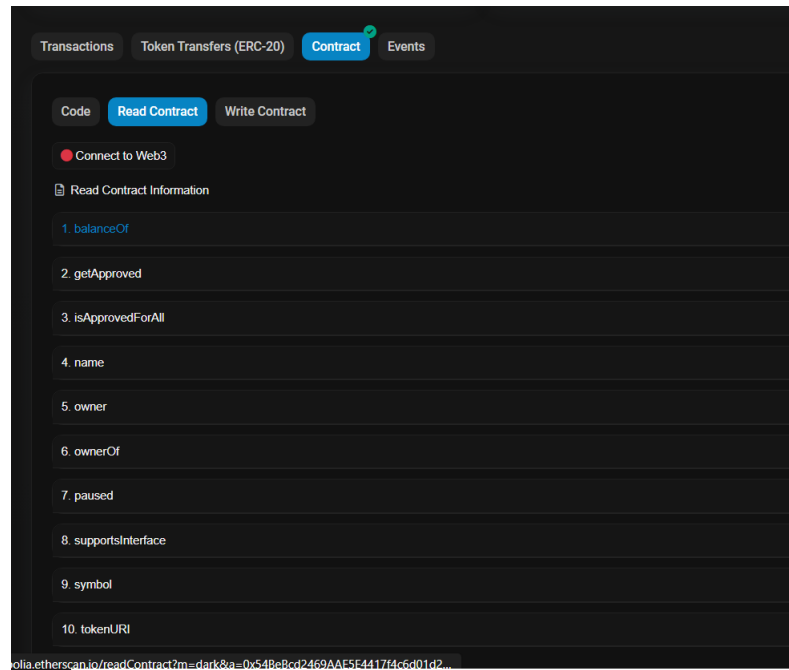 Transactions Token Transfers (ERC-20) Contract Events
Code Read Contract Write Contract
Connect to Web3
Read Contract Information
1. balanceOf
2. getApproved
3. isApprovedForAll
4. name
5. owner
6. ownerOf
7. paused
8. supportsInterface
9. symbol
10. tokenURI
polia.etherscan.io/readContract?m=dark&a=0x54BeBcd2469AAE5E4417f4c6d01d2...